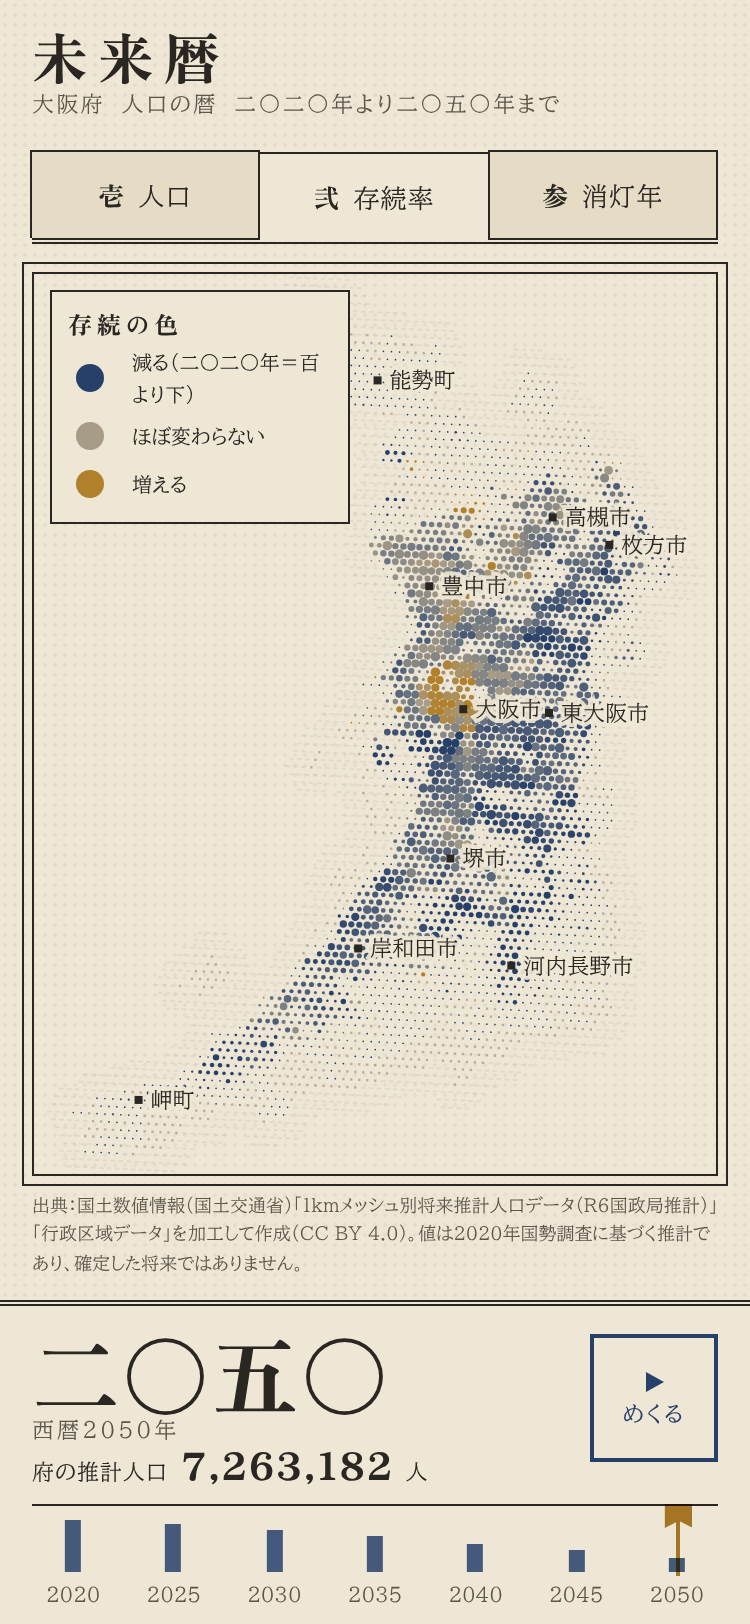 未来暦
大阪府 人口の暦 二〇二〇年より二〇五〇年まで
壱 人口
弐 存続率
参 消灯年
存続の色
減る(二〇二〇年=百
より下)
ほぼ変わらない
増える
能勢町
高槻市
枚方市
豊中市
大阪市
東大阪市
堺市
岸和田市
河内長野市
岬町
出典:国土数値情報(国土交通省)「1kmメッシュ別将来推計人口データ(R6国政局推計)」
「行政区域データ」を加工して作成(CC BY 4.0)。値は2020年国勢調査に基づく推計で
あり、確定した将来ではありません。
二〇五〇
西暦2050年
府の推計人口 7,263,182 人
▶
めくる
2020 2025 2030 2035 2040 2045 2050